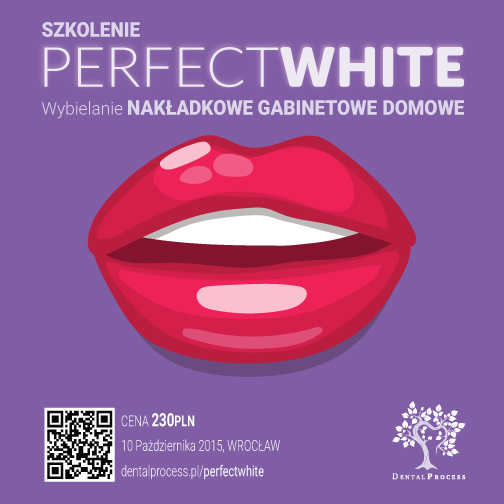 SZKOLENIE
PERFECTWHITE
Wybielanie NAKŁADKOWE GABINETOWE DOMOWE
CENA 230PLN
10 Października 2015, WROCŁAW
dentalprocess.pl/perfectwhite
DENTAL PROCESS